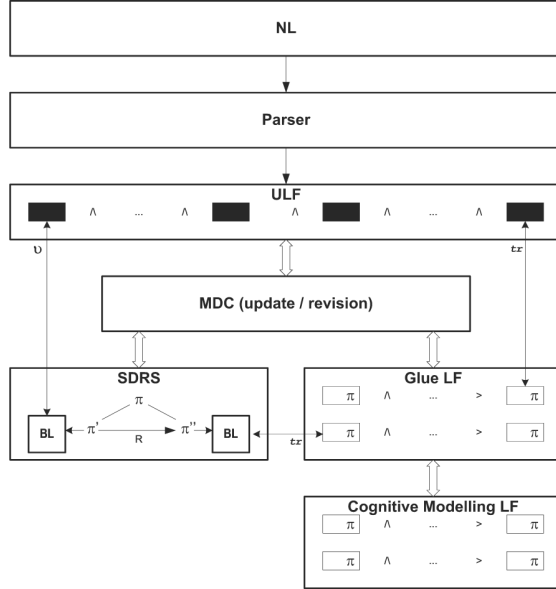 NL
Parser
ULF
Λ ... Λ Λ Λ ... Λ
υ
tr
MDC (update / revision)
SDRS
π
BL π' R π'' BL
tr
Glue LF
π Λ ... > π
π Λ ... > π
Cognitive Modelling LF
π Λ ... > π
π Λ ... > π